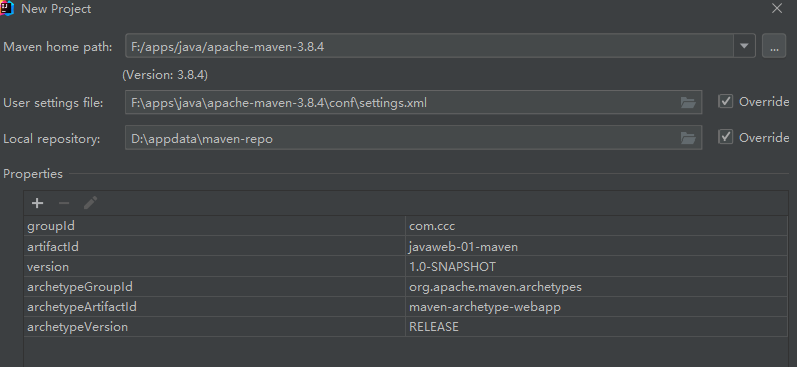 New Project
Maven home path: F:/apps/java/apache-maven-3.8.4 ...
(Version: 3.8.4)
User settings file: F:\apps\java\apache-maven-3.8.4\conf\settings.xml Override
Local repository: D:\appdata\maven-repo Override
Properties
groupId com.ccc
artifactId javaweb-01-maven
version 1.0-SNAPSHOT
archetypeGroupId org.apache.maven.archetypes
archetypeArtifactId maven-archetype-webapp
archetypeVersion RELEASE